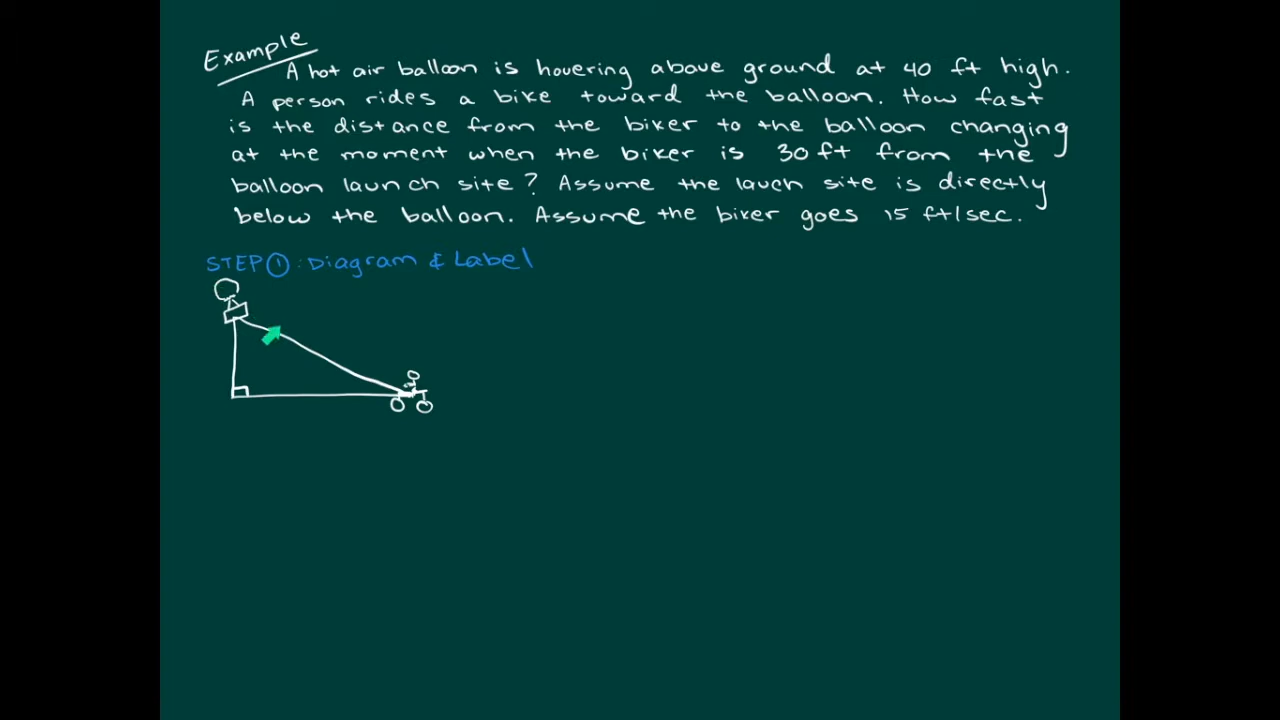 Example
A hot air balloon is hovering above ground at 40 ft high.
A person rides a bike toward the balloon. How fast
is the distance from the biker to the balloon changing
at the moment when the biker is 30ft from the
balloon launch site? Assume the lauch site is directly
below the balloon. Assume the biker goes 15 ft/sec.
STEP ①: Diagram & Label